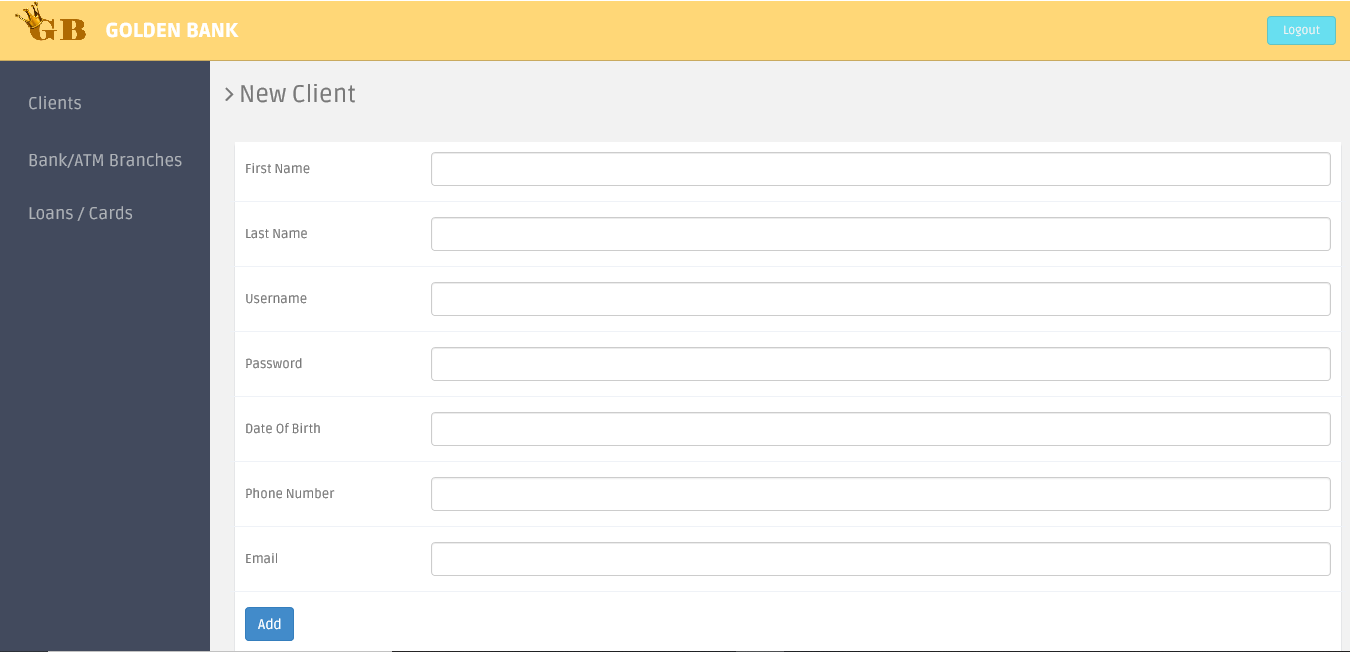 GB GOLDEN BANK
Logout
Clients
Bank/ATM Branches
Loans / Cards
> New Client
First Name
Last Name
Username
Password
Date Of Birth
Phone Number
Email
Add